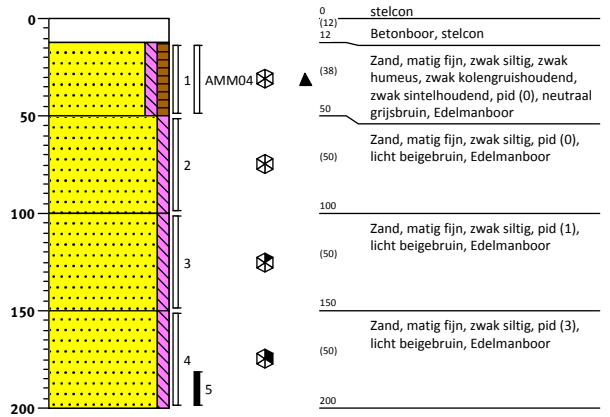 0
50
100
150
200
1
AMM04
2
3
4
5
0
stelcon
(12)
12
Betonboor, stelcon
(38)
Zand, matig fijn, zwak siltig, zwak
humeus, zwak kolengruishoudend,
zwak sintelhoudend, pid (0), neutraal
grijsbruin, Edelmanboor
50
(50)
Zand, matig fijn, zwak siltig, pid (0),
licht beigebruin, Edelmanboor
100
(50)
Zand, matig fijn, zwak siltig, pid (1),
licht beigebruin, Edelmanboor
150
(50)
Zand, matig fijn, zwak siltig, pid (3),
licht beigebruin, Edelmanboor
200